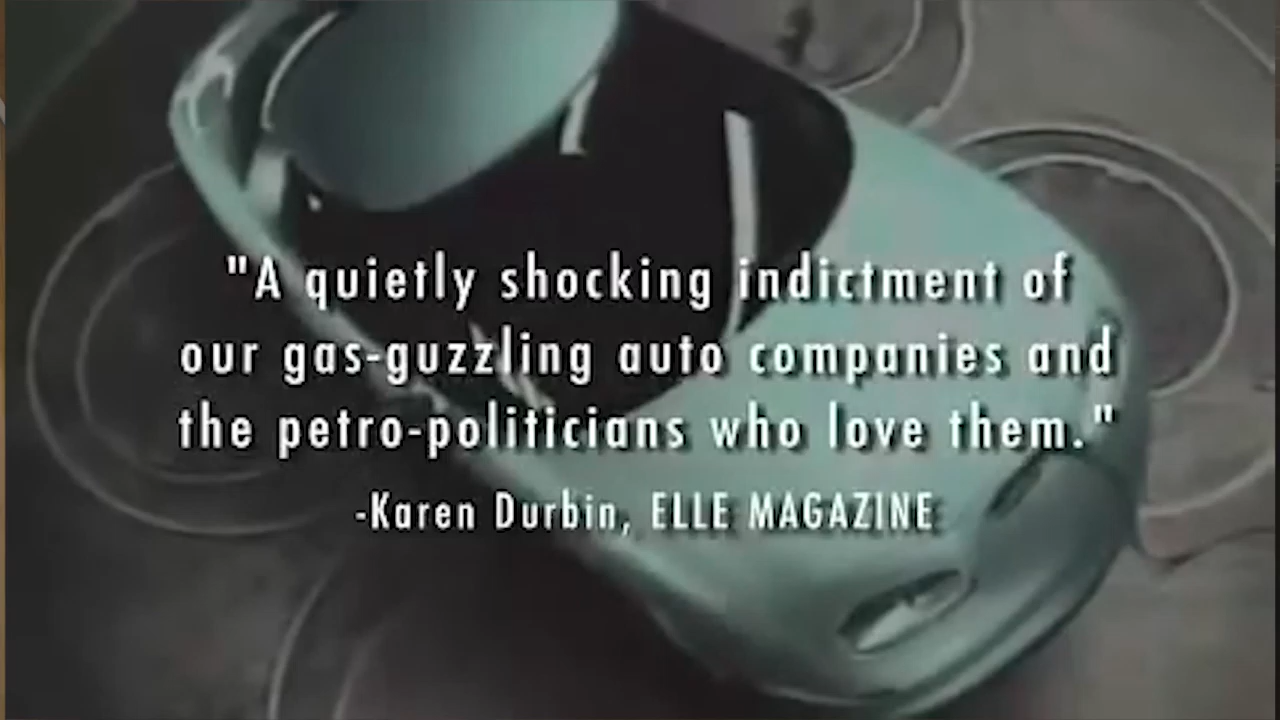 "A quietly shocking indictment of
our gas-guzzling auto companies and
the petro-politicians who love them."
-Karen Durbin, ELLE MAGAZINE